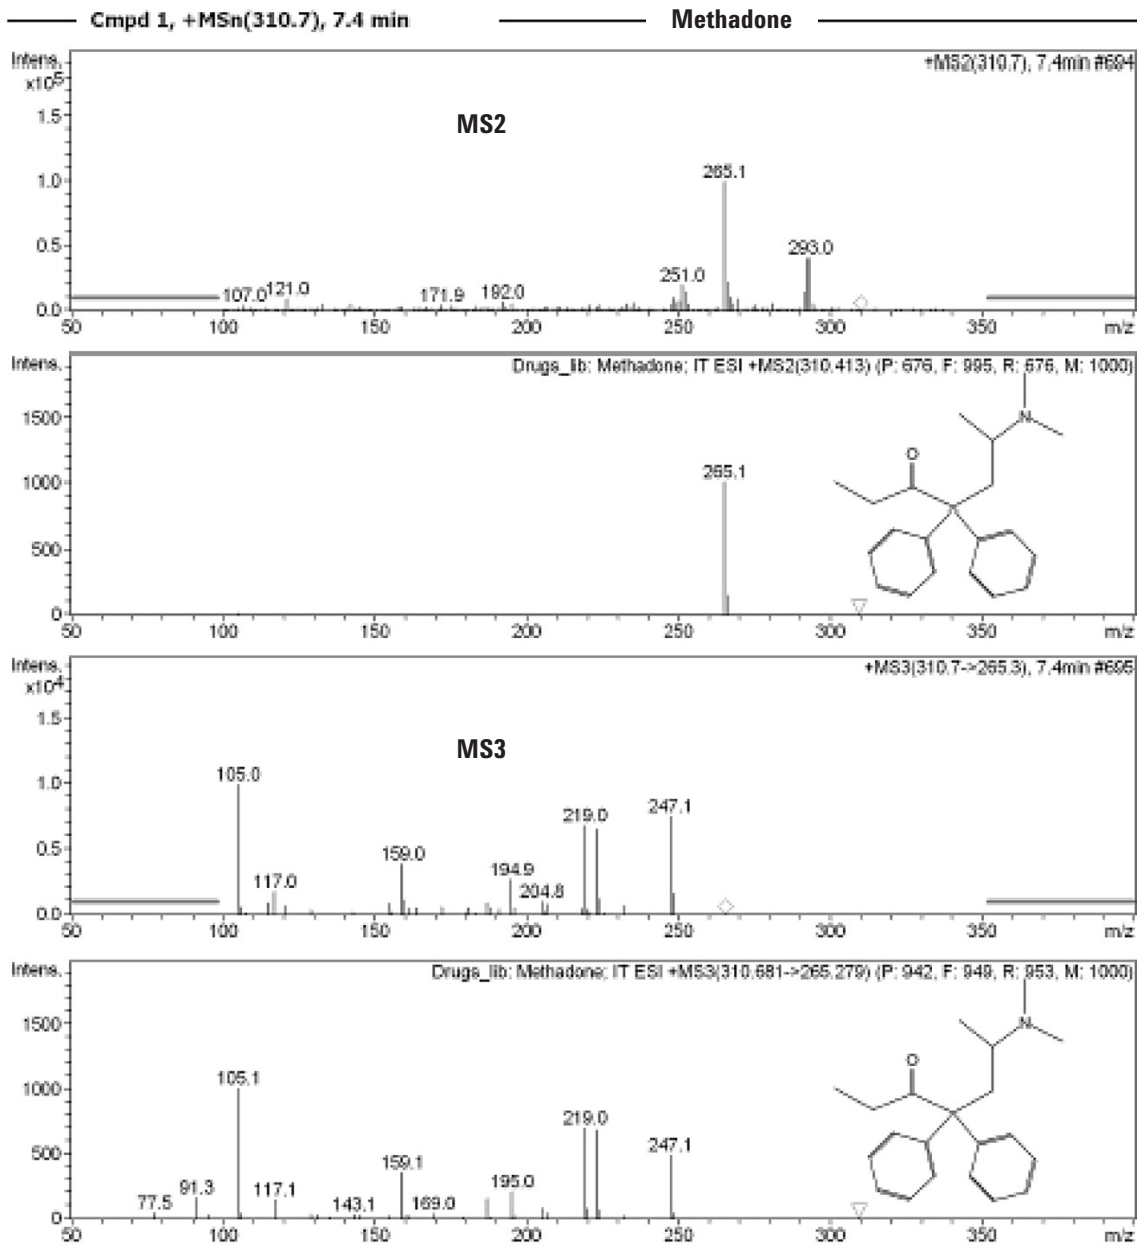 Cmpd 1, +MSn(310.7), 7.4 min
Methadone
Intens.
x10⁵
+MS2(310.7), 7.4min #694
MS2
1.5
1.0
0.5
0.0
107.0
121.0
171.9
192.0
251.0
265.1
293.0
50 100 150 200 250 300 350 m/z
Intens.
Drugs_lib: Methadone; IT ESI +MS2(310.413) (P: 676, F: 995, R: 676, M: 1000)
1500
1000
500
0
265.1
O
N
50 100 150 200 250 300 350 m/z
Intens.
x10⁴
+MS3(310.7->265.3), 7.4min #695
MS3
1.5
1.0
0.5
0.0
105.0
117.0
159.0
194.9
204.8
219.0
247.1
50 100 150 200 250 300 350 m/z
Intens.
Drugs_lib: Methadone; IT ESI +MS3(310.681->265.279) (P: 942, F: 949, R: 953, M: 1000)
1500
1000
500
0
77.5
91.3
105.1
117.1
143.1
159.1
169.0
195.0
219.0
247.1
O
N
50 100 150 200 250 300 350 m/z